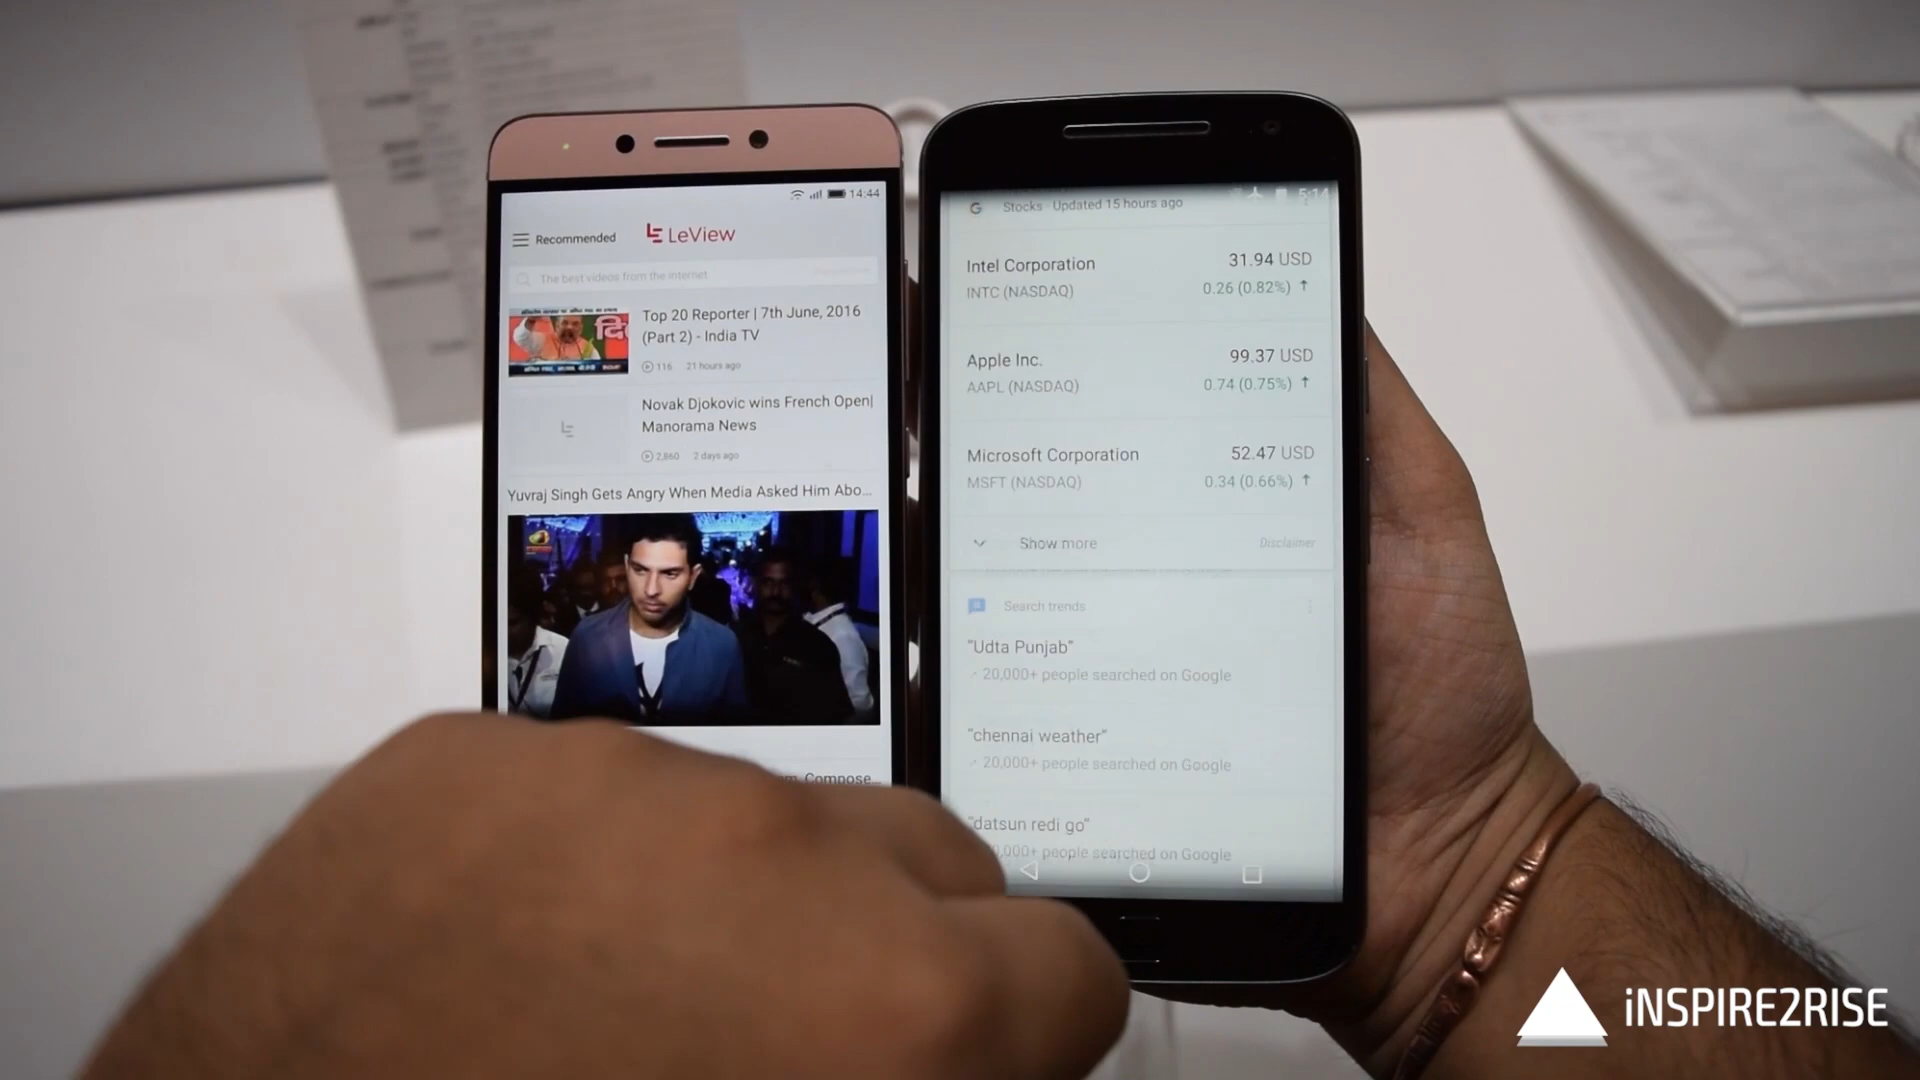 14:44
Recommended
LeView
The best videos from the internet
Top 20 Reporter | 7th June, 2016
(Part 2) - India TV
116 21 hours ago
Novak Djokovic wins French Open|
Manorama News
2,860 2 days ago
Yuvraj Singh Gets Angry When Media Asked Him Abo...
Compose...
5:14
Stocks · Updated 15 hours ago
Intel Corporation 31.94 USD
INTC (NASDAQ) 0.26 (0.82%) ↑
Apple Inc. 99.37 USD
AAPL (NASDAQ) 0.74 (0.75%) ↑
Microsoft Corporation 52.47 USD
MSFT (NASDAQ) 0.34 (0.66%) ↑
Show more Disclaimer
Search trends
"Udta Punjab"
20,000+ people searched on Google
"chennai weather"
20,000+ people searched on Google
"datsun redi go"
0,000+ people searched on Google
iNSPIRE2RISE